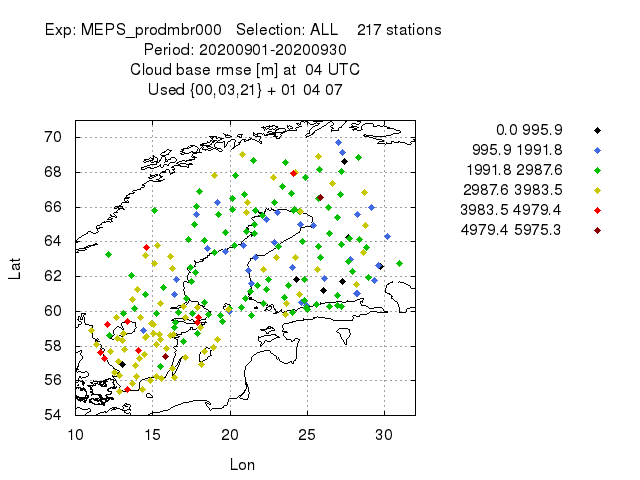 Exp: MEPS_prodmbr000 Selection: ALL 217 stations
Period: 20200901-20200930
Cloud base rmse [m] at 04 UTC
Used {00,03,21} + 01 04 07
0.0 995.9
995.9 1991.8
1991.8 2987.6
2987.6 3983.5
3983.5 4979.4
4979.4 5975.3
70
68
66
64
62
60
58
56
54
Lat
10 15 20 25 30
Lon